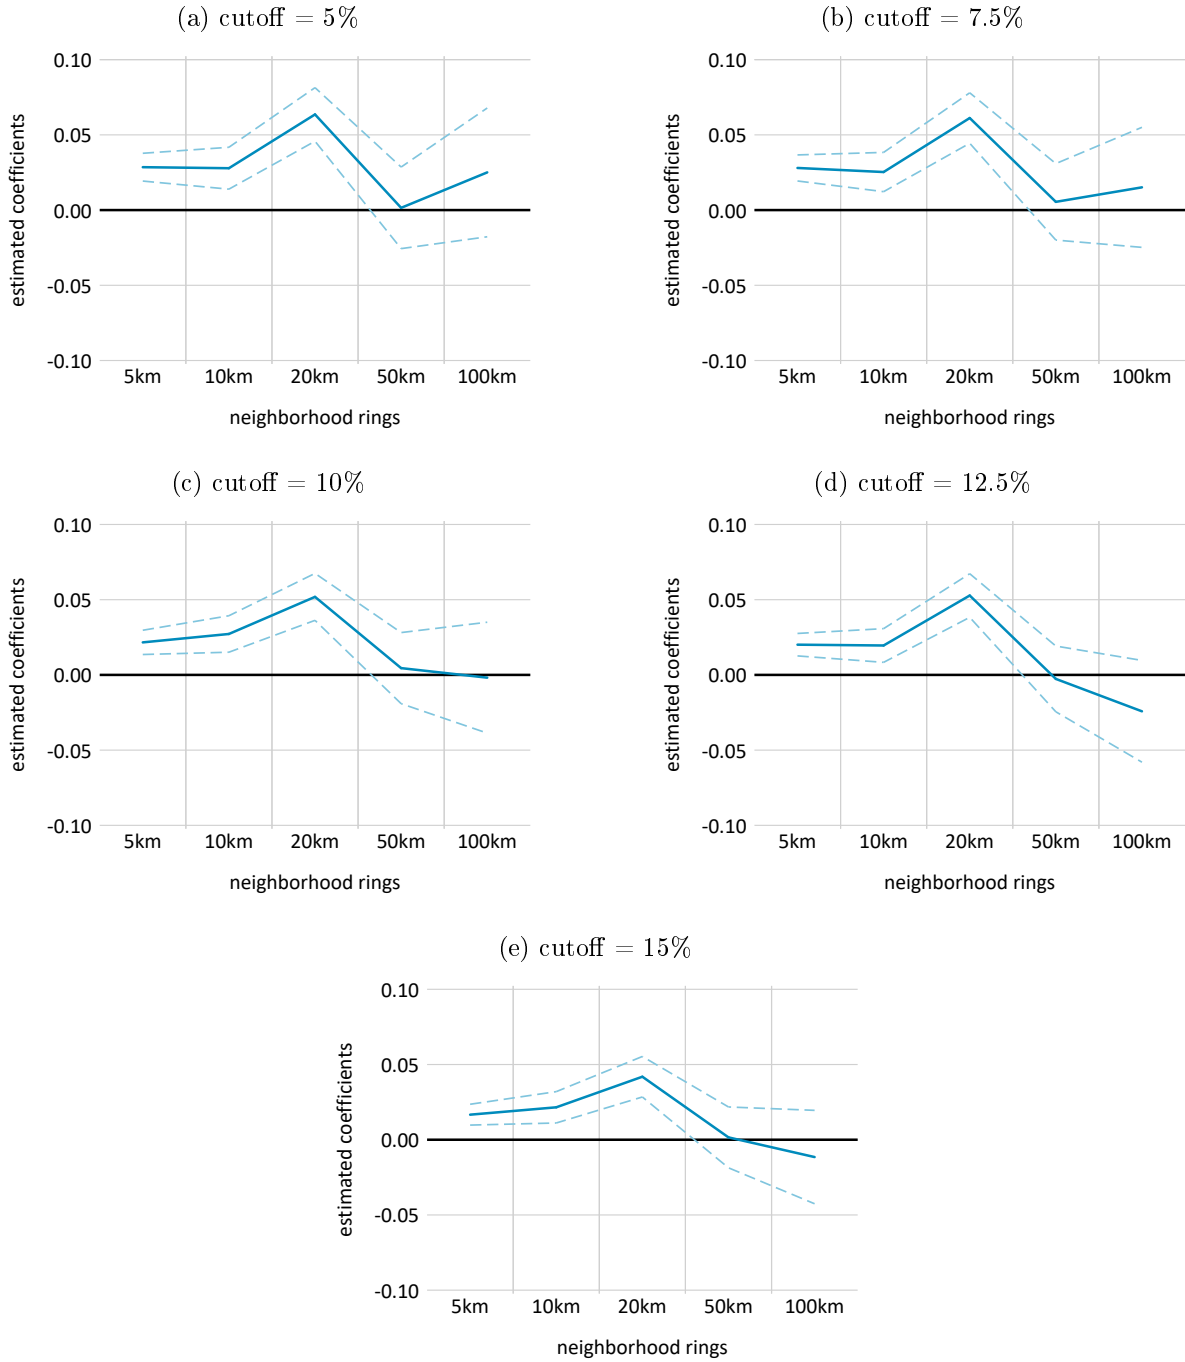 (a) cutoff = 5%
0.10
0.05
0.00
-0.05
-0.10
estimated coefficients
5km 10km 20km 50km 100km
neighborhood rings
(b) cutoff = 7.5%
0.10
0.05
0.00
-0.05
-0.10
estimated coefficients
5km 10km 20km 50km 100km
neighborhood rings
(c) cutoff = 10%
0.10
0.05
0.00
-0.05
-0.10
estimated coefficients
5km 10km 20km 50km 100km
neighborhood rings
(d) cutoff = 12.5%
0.10
0.05
0.00
-0.05
-0.10
estimated coefficients
5km 10km 20km 50km 100km
neighborhood rings
(e) cutoff = 15%
0.10
0.05
0.00
-0.05
-0.10
estimated coefficients
5km 10km 20km 50km 100km
neighborhood rings